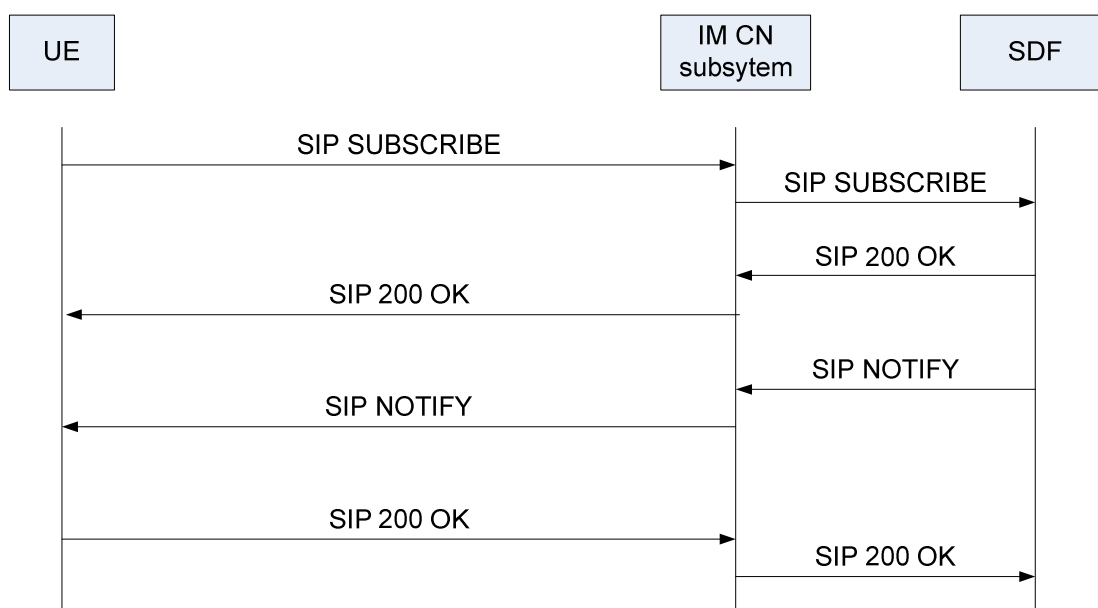 UE
IM CN
subsytem
SDF
SIP SUBSCRIBE
SIP SUBSCRIBE
SIP 200 OK
SIP 200 OK
SIP NOTIFY
SIP NOTIFY
SIP 200 OK
SIP 200 OK